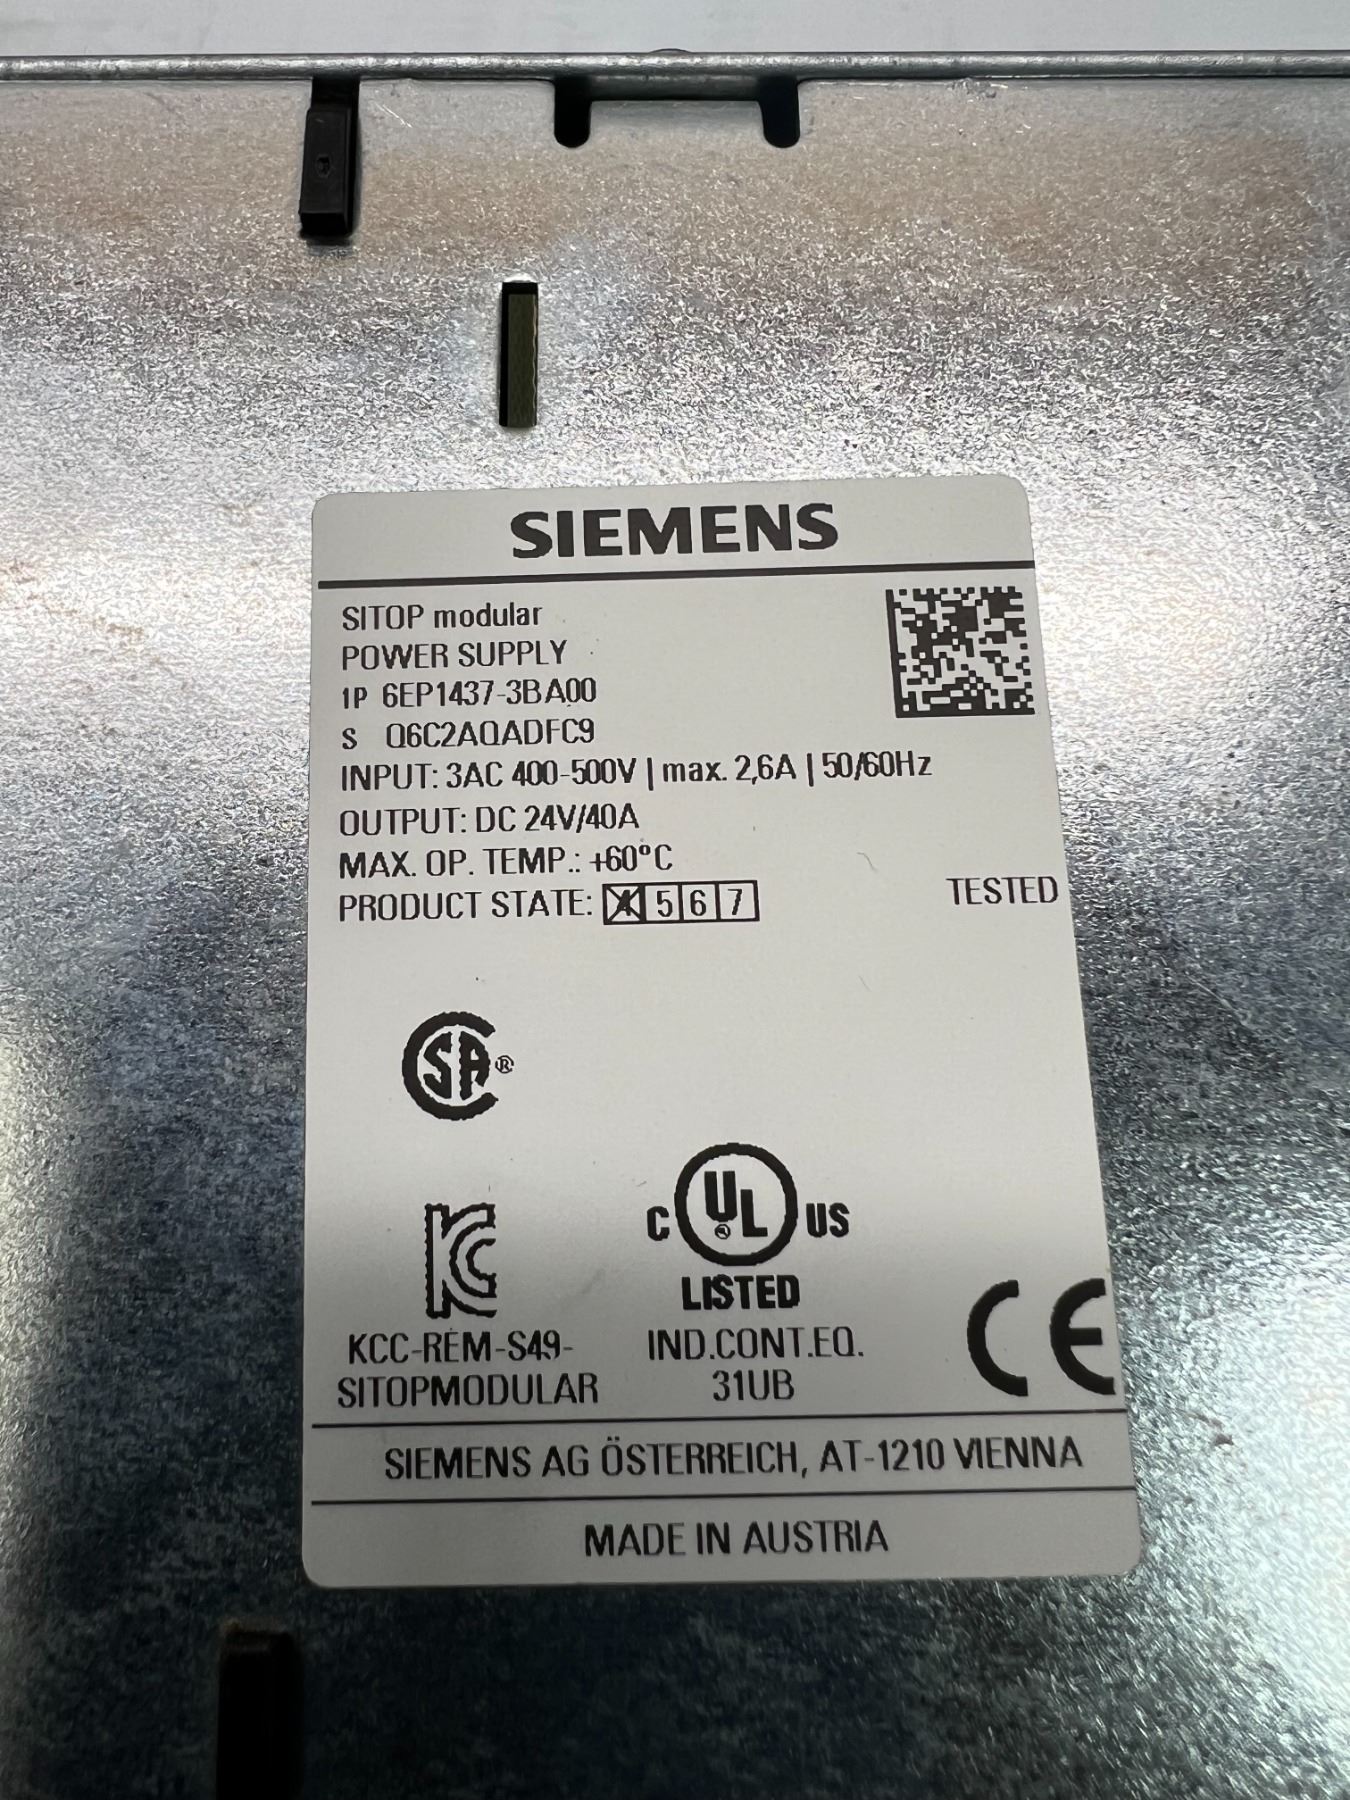 SIEMENS
SITOP modular
POWER SUPPLY
1P 6EP1437-3BA00
S Q6C2AQADFC9
INPUT: 3AC 400-500V | max. 2,6A | 50/60Hz
OUTPUT: DC 24V/40A
MAX. OP. TEMP.: +60°C
PRODUCT STATE: 4 5 6 7
TESTED
CSA®
KC
KCC-REM-S49-
SITOPMODULAR
C UL US
LISTED
IND.CONT.EQ.
31UB
CE
SIEMENS AG ÖSTERREICH, AT-1210 VIENNA
MADE IN AUSTRIA